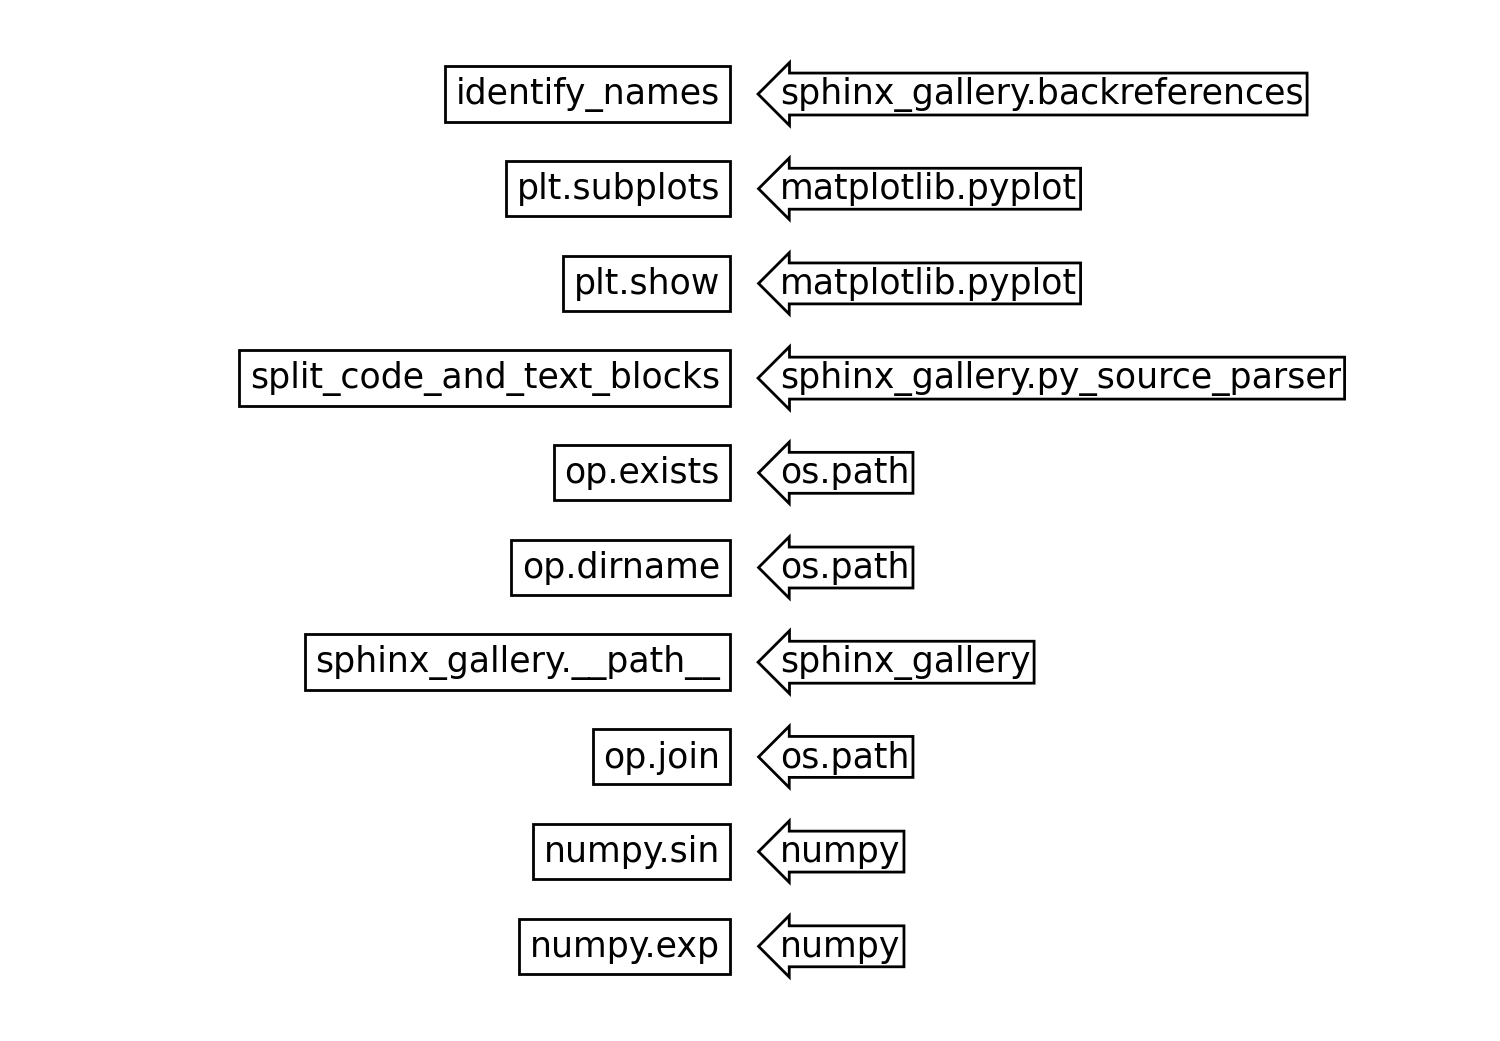 identify_names sphinx_gallery.backreferences
plt.subplots matplotlib.pyplot
plt.show matplotlib.pyplot
split_code_and_text_blocks sphinx_gallery.py_source_parser
op.exists os.path
op.dirname os.path
sphinx_gallery.__path__ sphinx_gallery
op.join os.path
numpy.sin numpy
numpy.exp numpy